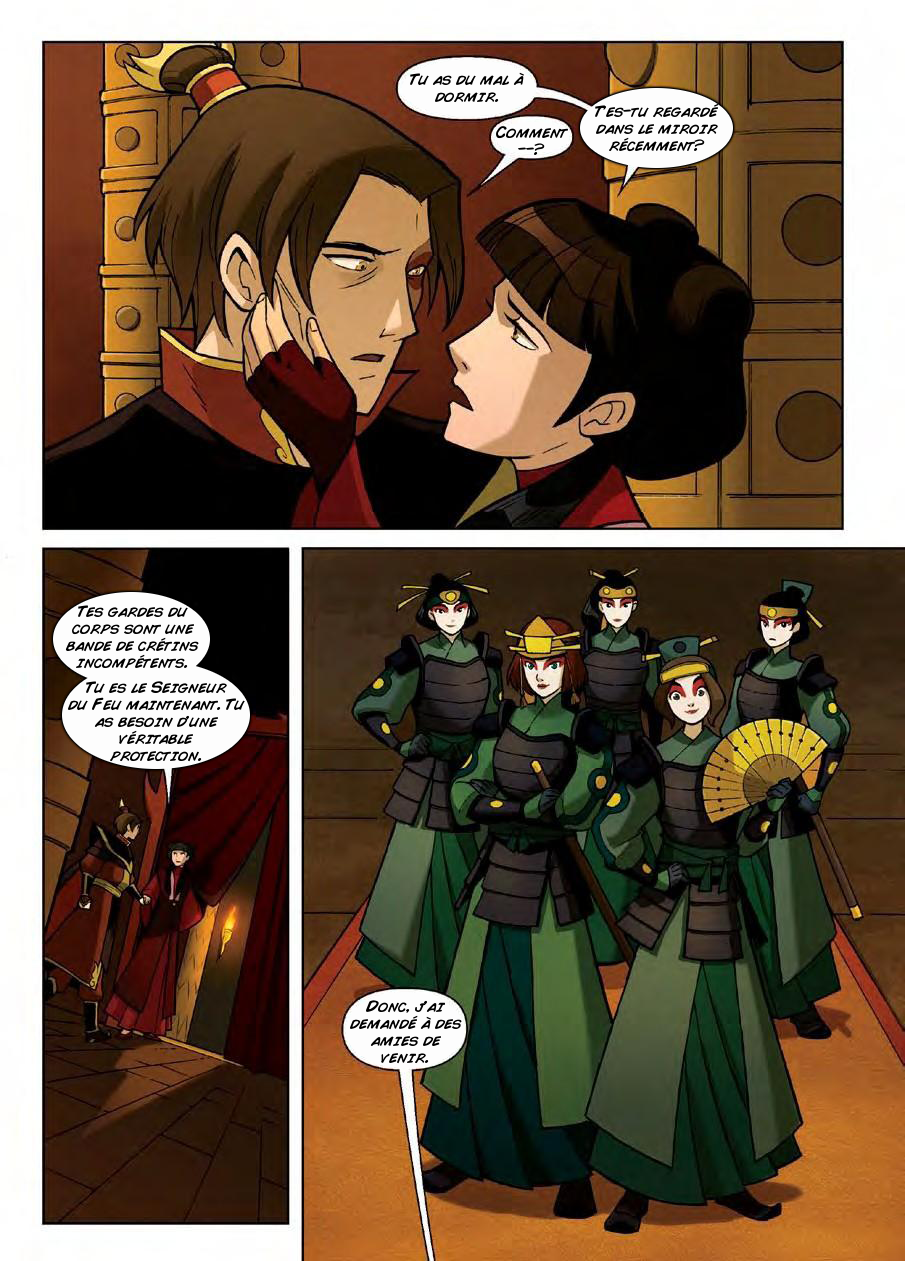 TU AS DU MAL À
DORMIR.
COMMENT
--?
T'ES-TU REGARDÉ
DANS LE MIROIR
RÉCEMMENT?
TES GARDES DU
CORPS SONT UNE
BANDE DE CRÉTINS
INCOMPÉTENTS.
TU ES LE SEIGNEUR
DU FEU MAINTENANT. TU
AS BESOIN D'UNE
VÉRITABLE
PROTECTION.
DONC, J'AI
DEMANDÉ À DES
AMIES DE
VENIR.